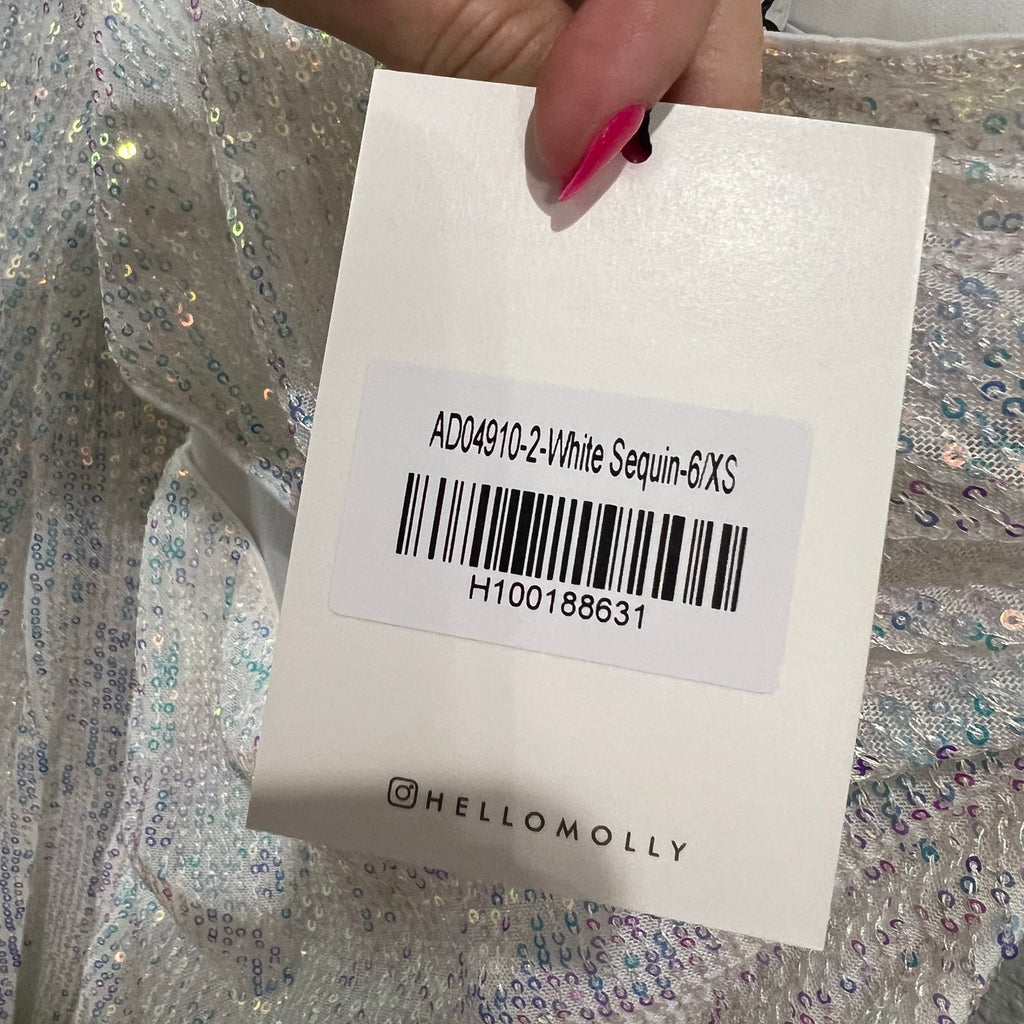 AD04910-2-White Sequin-6/XS
H100188631
HELLOMOLLY